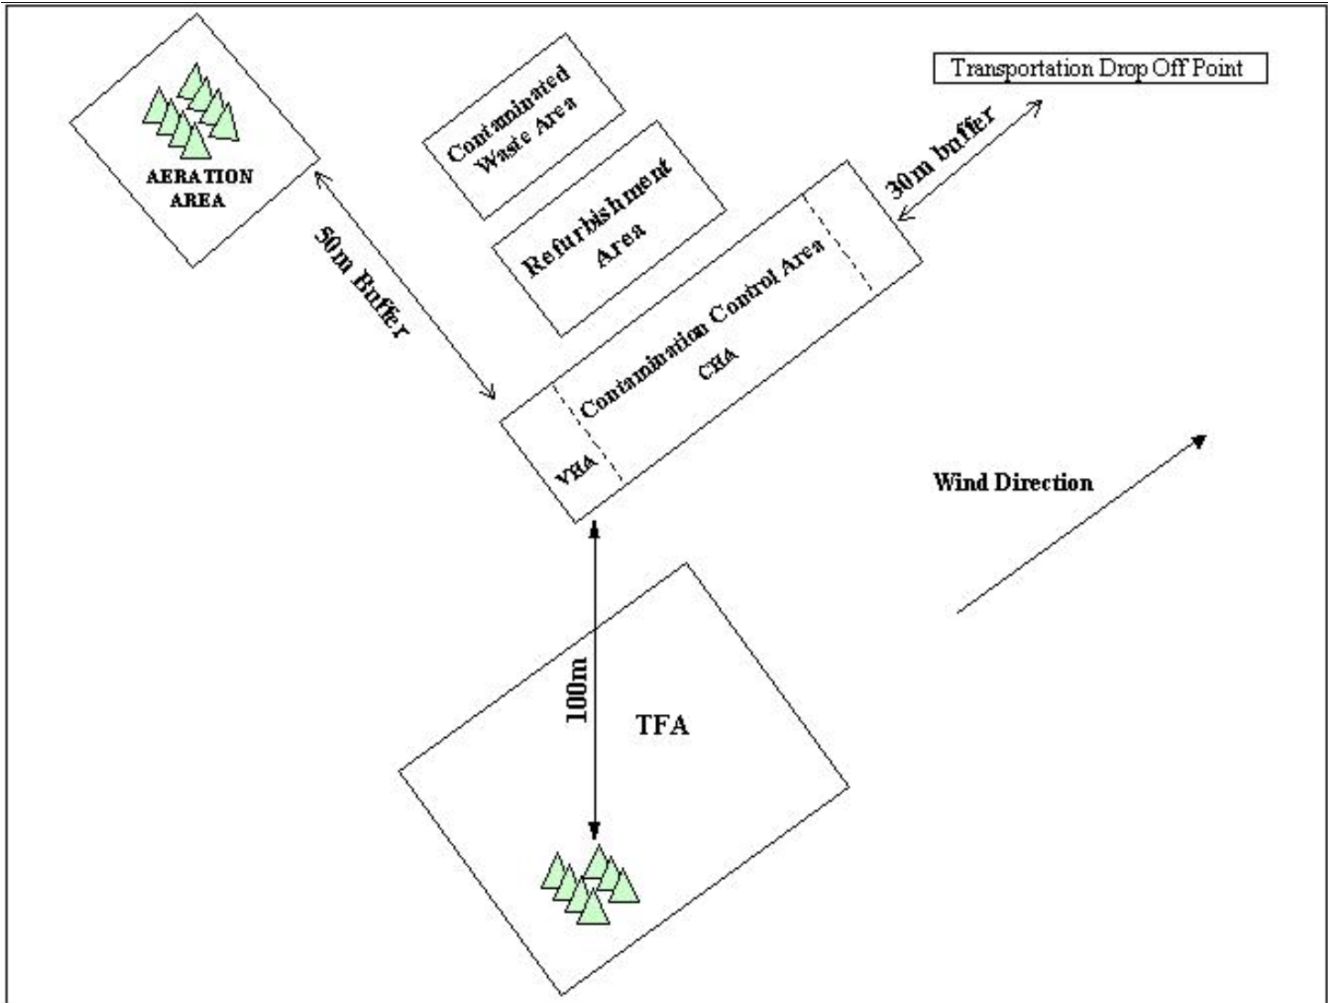 AERATION
AREA
Contaminated
Waste Area
Transportation Drop Off Point
30m buffer
Refurbishment
Area
50m Buffer
Contamination Control Area
CHA
VHA
Wind Direction
100m
TFA